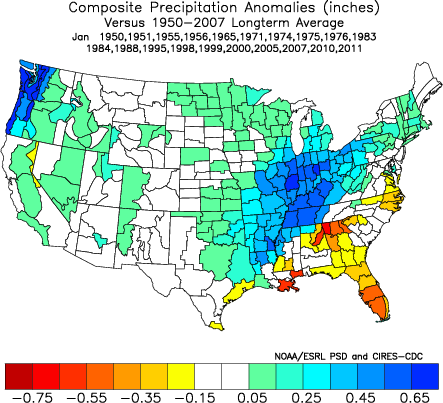 Composite Precipitation Anomalies (inches)
Versus 1950-2007 Longterm Average
Jan 1950,1951,1955,1956,1965,1971,1974,1975,1976,1983
1984,1988,1995,1998,1999,2000,2005,2007,2010,2011
NOAA/ESRL PSD and CIRES-CDC
-0.75 -0.55 -0.35 -0.15 0.05 0.25 0.45 0.65